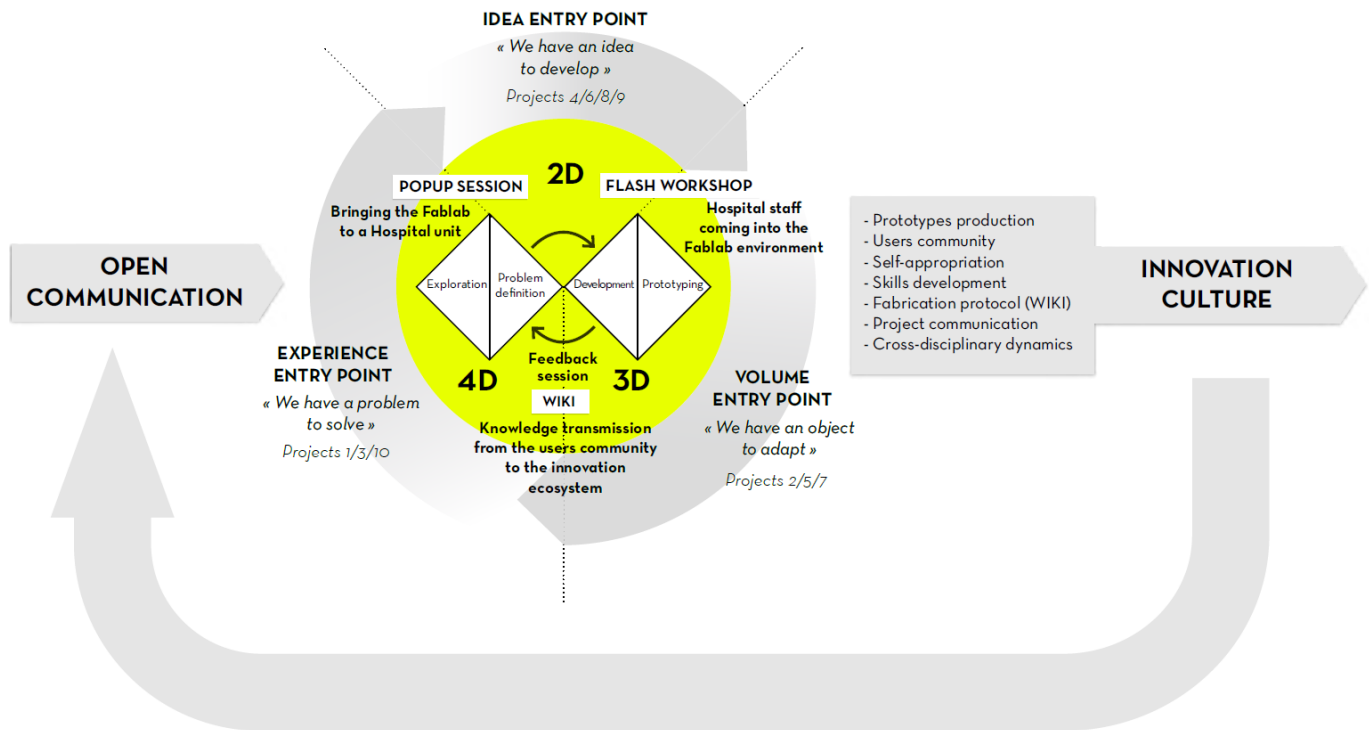 IDEA ENTRY POINT
« We have an idea
to develop »
Projects 4/6/8/9
2D
POPUP SESSION
Bringing the Fablab
to a Hospital unit
FLASH WORKSHOP
Hospital staff
coming into the
Fablab environment
Exploration
Problem
definition
Development
Prototyping
OPEN
COMMUNICATION
- Prototypes production
- Users community
- Self-appropriation
- Skills development
- Fabrication protocol (WIKI)
- Project communication
- Cross-disciplinary dynamics
INNOVATION
CULTURE
EXPERIENCE
ENTRY POINT
« We have a problem
to solve »
Projects 1/3/10
4D
Feedback
session
3D
WIKI
Knowledge transmission
from the users community
to the innovation
ecosystem
VOLUME
ENTRY POINT
« We have an object
to adapt »
Projects 2/5/7